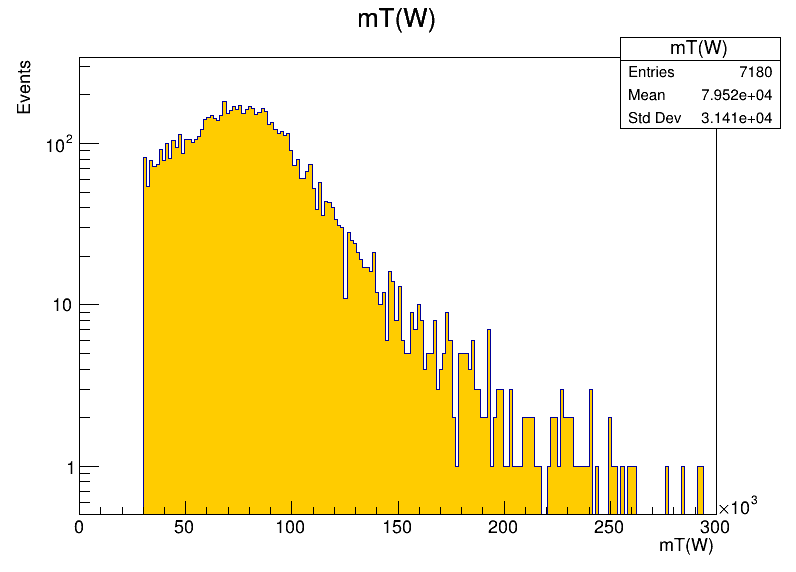 mT(W)
mT(W)
Entries 7180
Mean 7.952e+04
Std Dev 3.141e+04
Events
10²
10
1
0 50 100 150 200 250 300
×10³
mT(W)